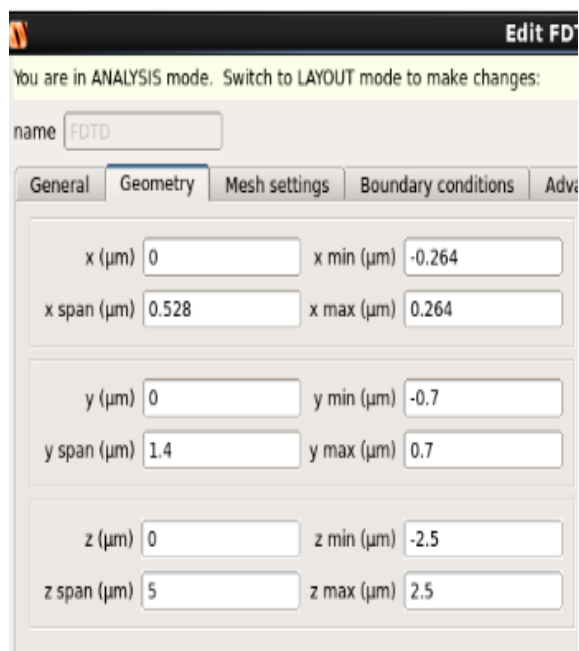 Edit FDT
You are in ANALYSIS mode. Switch to LAYOUT mode to make changes:
name FDTD
General Geometry Mesh settings Boundary conditions Adva
x (μm) 0 x min (μm) -0.264
x span (μm) 0.528 x max (μm) 0.264
y (μm) 0 y min (μm) -0.7
y span (μm) 1.4 y max (μm) 0.7
z (μm) 0 z min (μm) -2.5
z span (μm) 5 z max (μm) 2.5